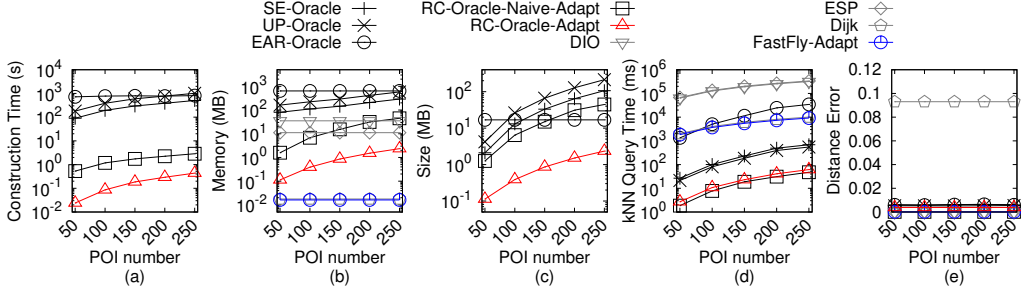 SE-Oracle
UP-Oracle
EAR-Oracle
RC-Oracle-Naive-Adapt
RC-Oracle-Adapt
DIO
ESP
Dijk
FastFly-Adapt
Construction Time (s)
10^4
10^3
10^2
10^1
10^0
10^-1
10^-2
50 100 150 200 250
POI number
(a)
Memory (MB)
10^3
10^2
10^1
10^0
10^-1
10^-2
50 100 150 200 250
POI number
(b)
Size (MB)
10^2
10^1
10^0
10^-1
50 100 150 200 250
POI number
(c)
kNN Query Time (ms)
10^6
10^5
10^4
10^3
10^2
10^1
10^0
50 100 150 200 250
POI number
(d)
Distance Error
0.12
0.1
0.08
0.06
0.04
0.02
0
50 100 150 200 250
POI number
(e)